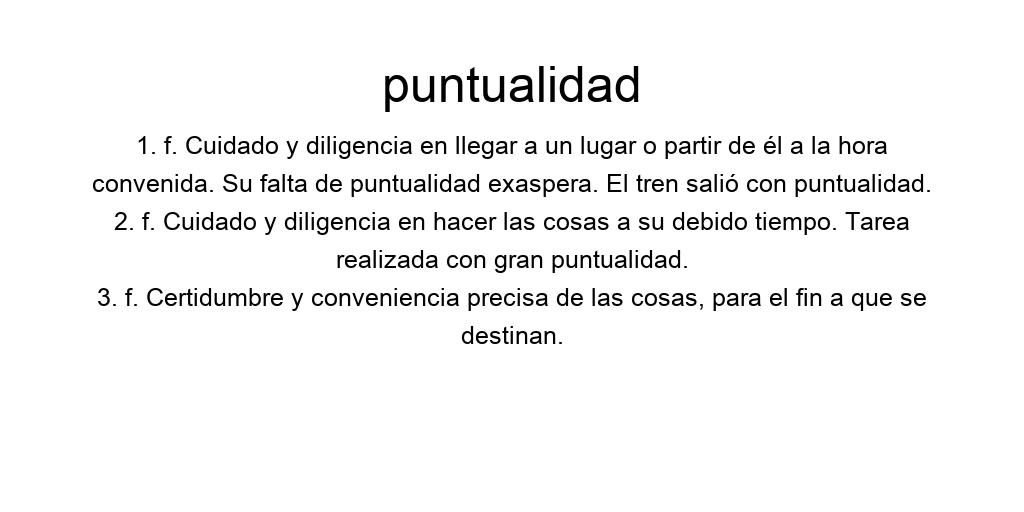 puntualidad
1. f. Cuidado y diligencia en llegar a un lugar o partir de él a la hora
convenida. Su falta de puntualidad exaspera. El tren salió con puntualidad.
2. f. Cuidado y diligencia en hacer las cosas a su debido tiempo. Tarea
realizada con gran puntualidad.
3. f. Certidumbre y conveniencia precisa de las cosas, para el fin a que se
destinan.